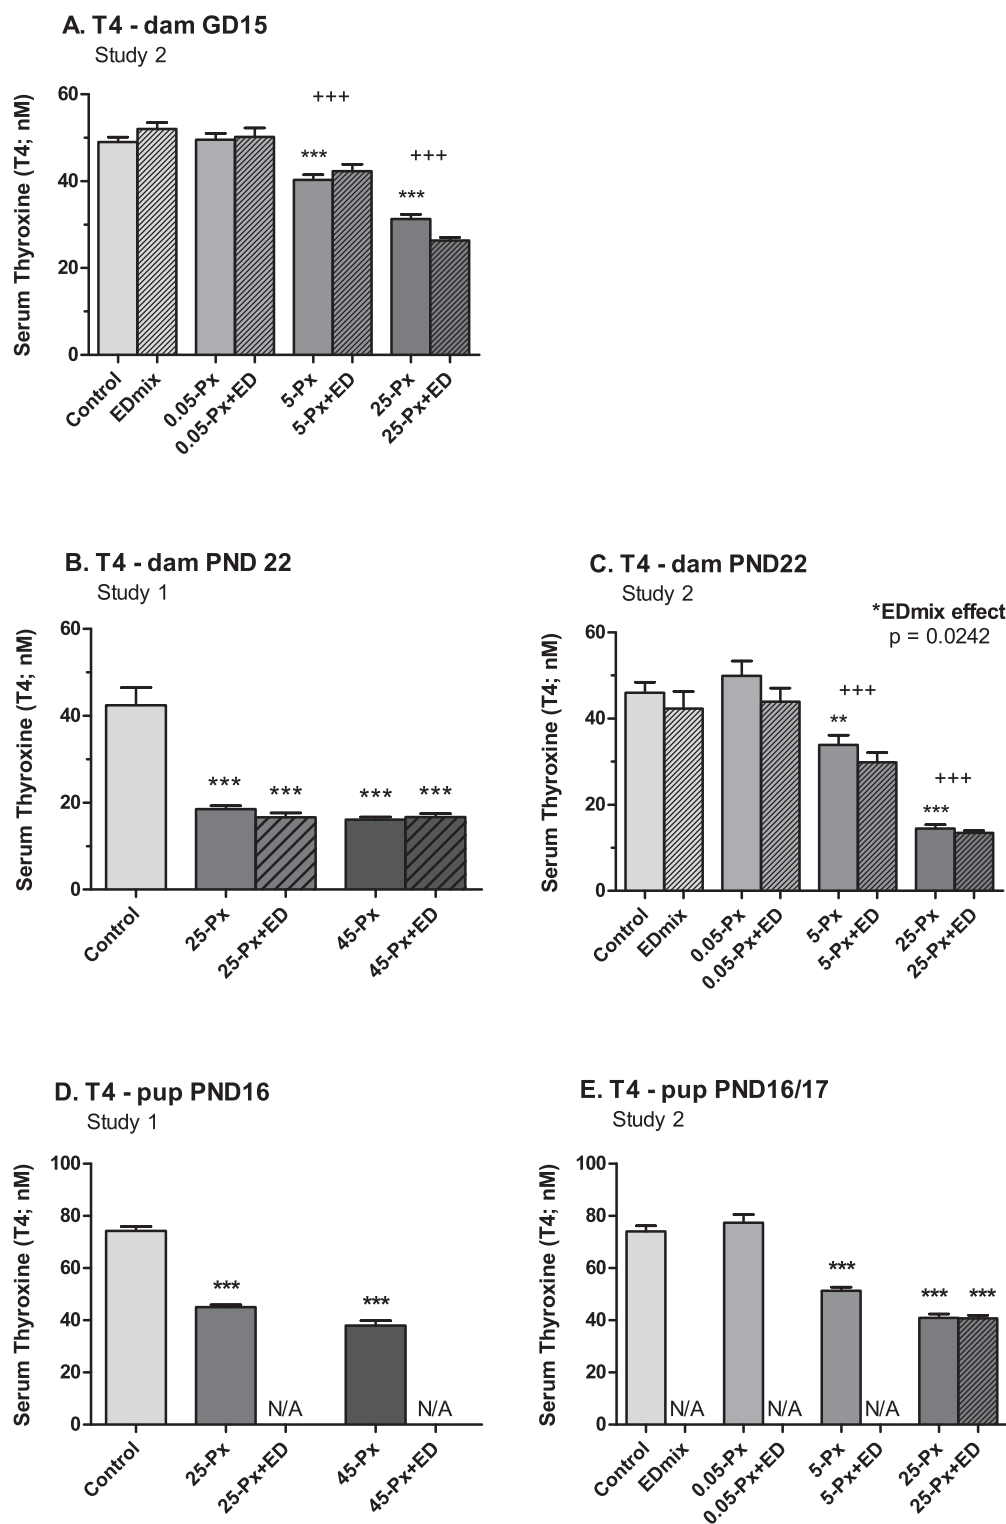 A. T4 - dam GD15
Study 2
Serum Thyroxine (T4; nM)
60
40
20
0
+++
***
+++
***
Control
EDmix
0.05-Px
0.05-Px+ED
5-Px
5-Px+ED
25-Px
25-Px+ED
B. T4 - dam PND 22
Study 1
Serum Thyroxine (T4; nM)
60
40
20
0
***
***
***
***
Control
25-Px
25-Px+ED
45-Px
45-Px+ED
C. T4 - dam PND22
Study 2
*EDmix effect
p = 0.0242
Serum Thyroxine (T4; nM)
60
40
20
0
+++
**
+++
***
Control
EDmix
0.05-Px
0.05-Px+ED
5-Px
5-Px+ED
25-Px
25-Px+ED
D. T4 - pup PND16
Study 1
Serum Thyroxine (T4; nM)
100
80
60
40
20
0
***
***
N/A
N/A
Control
25-Px
25-Px+ED
45-Px
45-Px+ED
E. T4 - pup PND16/17
Study 2
Serum Thyroxine (T4; nM)
100
80
60
40
20
0
***
***
***
N/A
N/A
N/A
Control
EDmix
0.05-Px
0.05-Px+ED
5-Px
5-Px+ED
25-Px
25-Px+ED